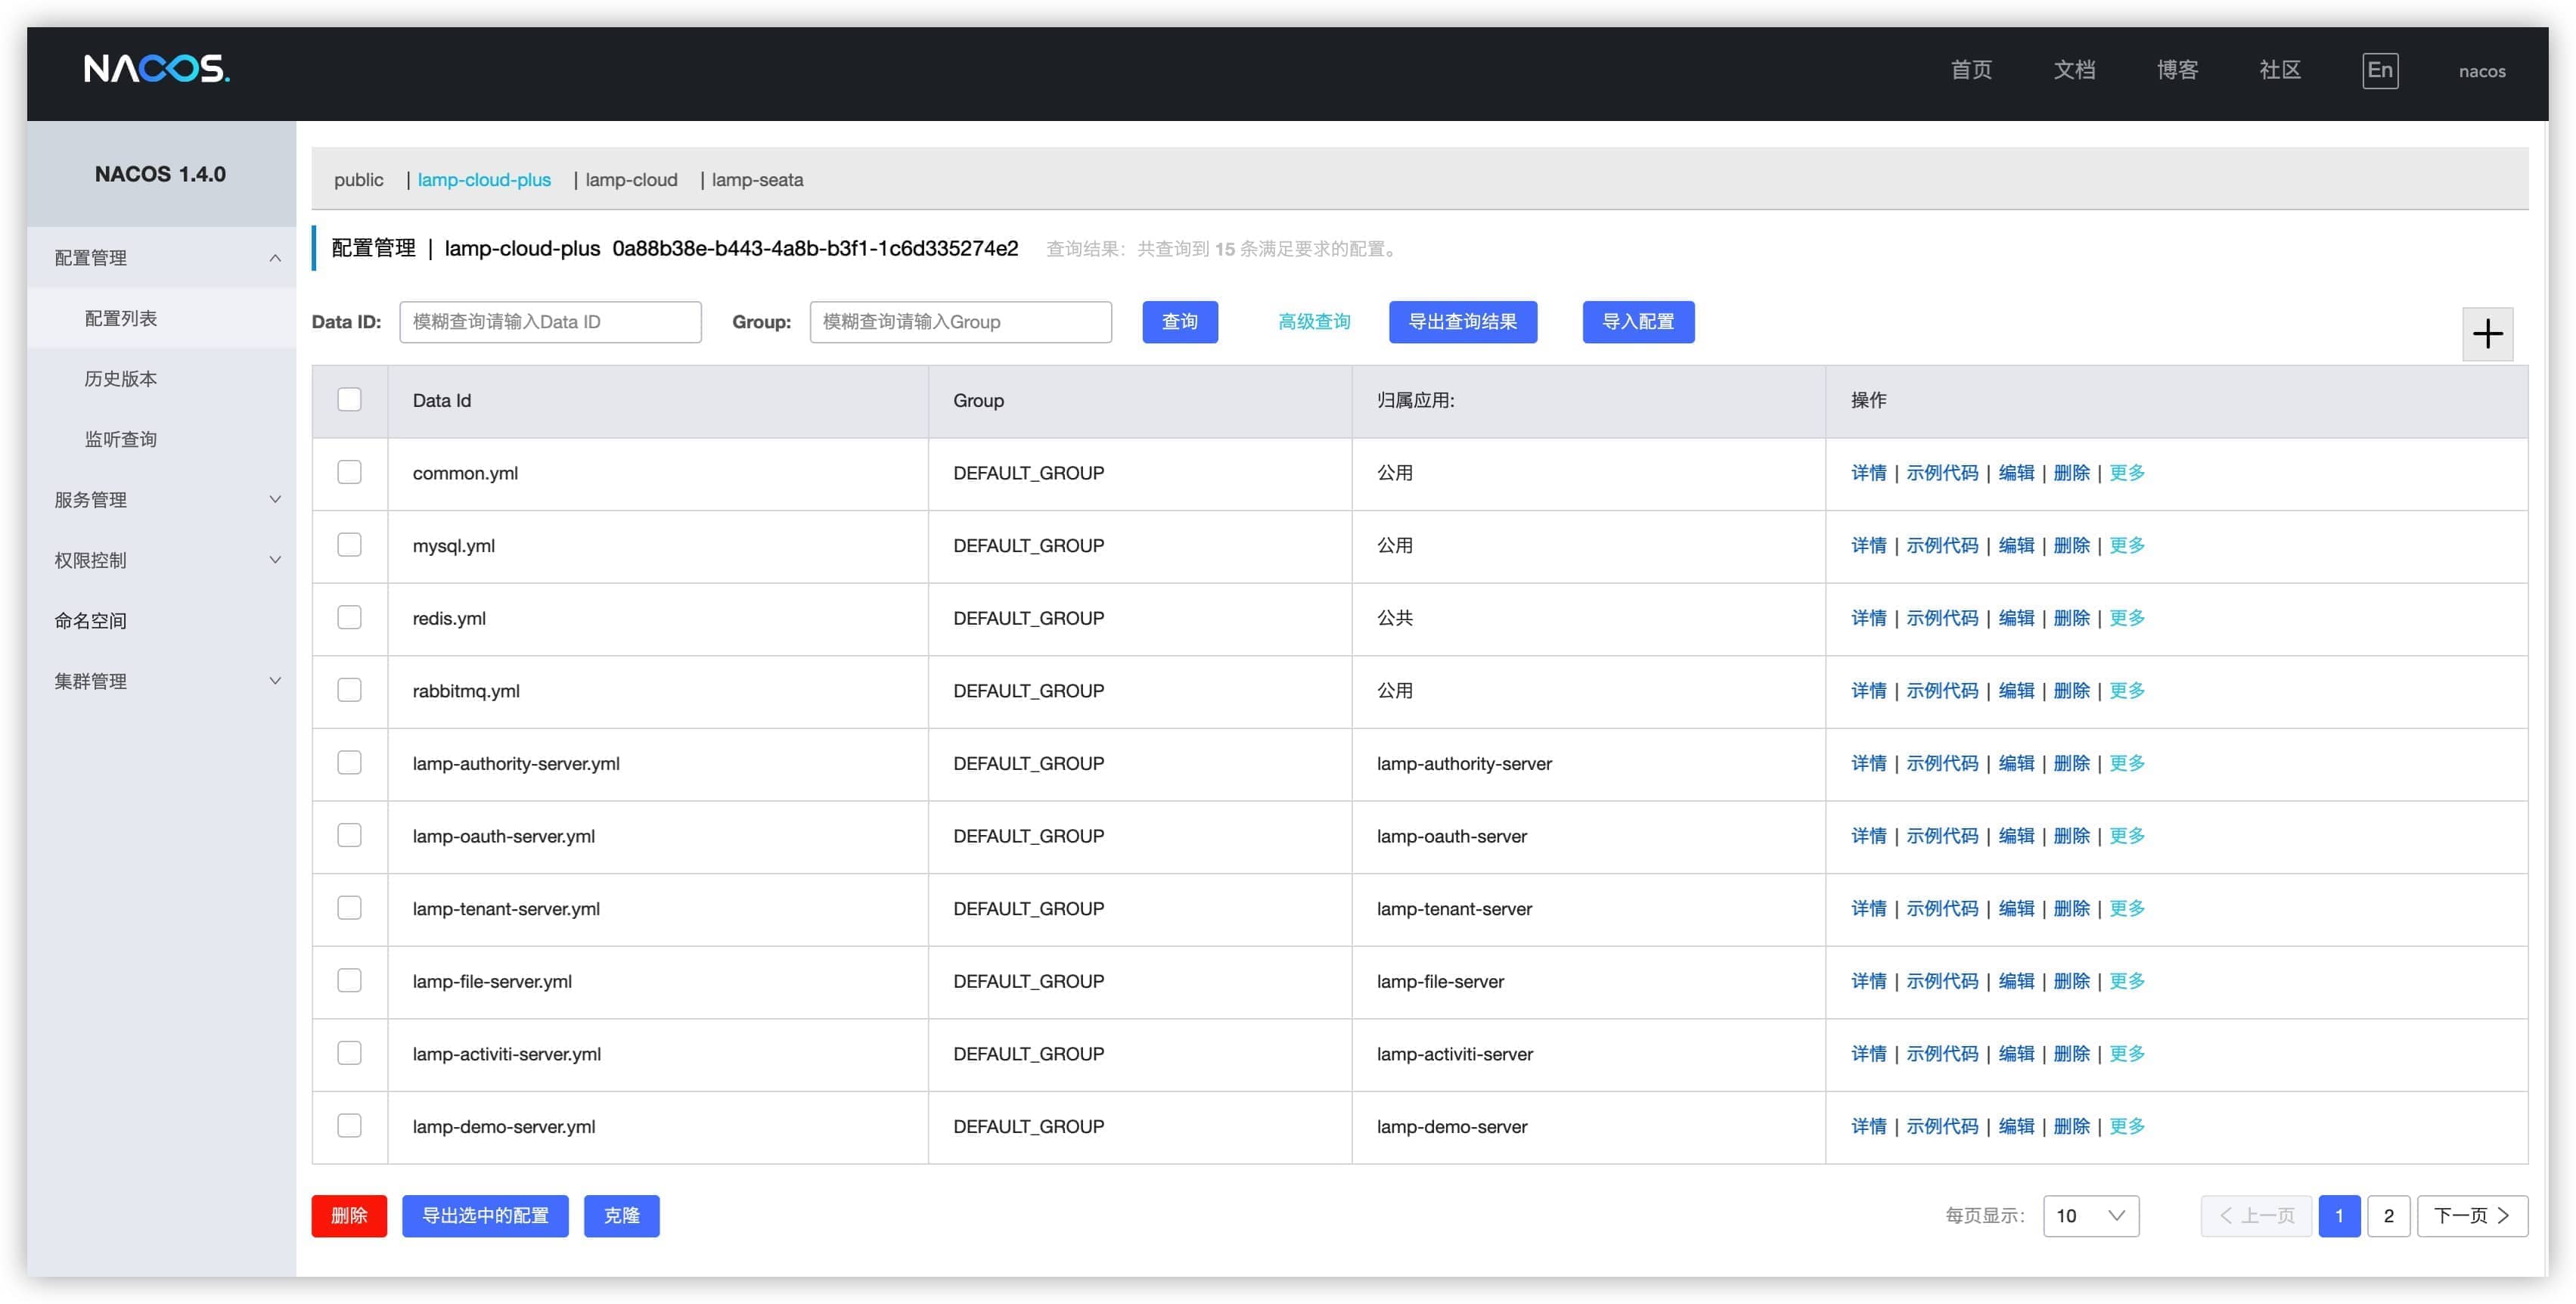 NACOS.
首页 文档 博客 社区 En nacos
NACOS 1.4.0
配置管理
配置列表
历史版本
监听查询
服务管理
权限控制
命名空间
集群管理
public | lamp-cloud-plus | lamp-cloud | lamp-seata
配置管理 | lamp-cloud-plus 0a88b38e-b443-4a8b-b3f1-1c6d335274e2 查询结果：共查询到 15 条满足要求的配置。
Data ID: 模糊查询请输入Data ID Group: 模糊查询请输入Group 查询 高级查询 导出查询结果 导入配置
Data Id Group 归属应用: 操作
common.yml DEFAULT_GROUP 公用 详情 | 示例代码 | 编辑 | 删除 | 更多
mysql.yml DEFAULT_GROUP 公用 详情 | 示例代码 | 编辑 | 删除 | 更多
redis.yml DEFAULT_GROUP 公共 详情 | 示例代码 | 编辑 | 删除 | 更多
rabbitmq.yml DEFAULT_GROUP 公用 详情 | 示例代码 | 编辑 | 删除 | 更多
lamp-authority-server.yml DEFAULT_GROUP lamp-authority-server 详情 | 示例代码 | 编辑 | 删除 | 更多
lamp-oauth-server.yml DEFAULT_GROUP lamp-oauth-server 详情 | 示例代码 | 编辑 | 删除 | 更多
lamp-tenant-server.yml DEFAULT_GROUP lamp-tenant-server 详情 | 示例代码 | 编辑 | 删除 | 更多
lamp-file-server.yml DEFAULT_GROUP lamp-file-server 详情 | 示例代码 | 编辑 | 删除 | 更多
lamp-activiti-server.yml DEFAULT_GROUP lamp-activiti-server 详情 | 示例代码 | 编辑 | 删除 | 更多
lamp-demo-server.yml DEFAULT_GROUP lamp-demo-server 详情 | 示例代码 | 编辑 | 删除 | 更多
删除 导出选中的配置 克隆 每页显示: 10 上一页 1 2 下一页